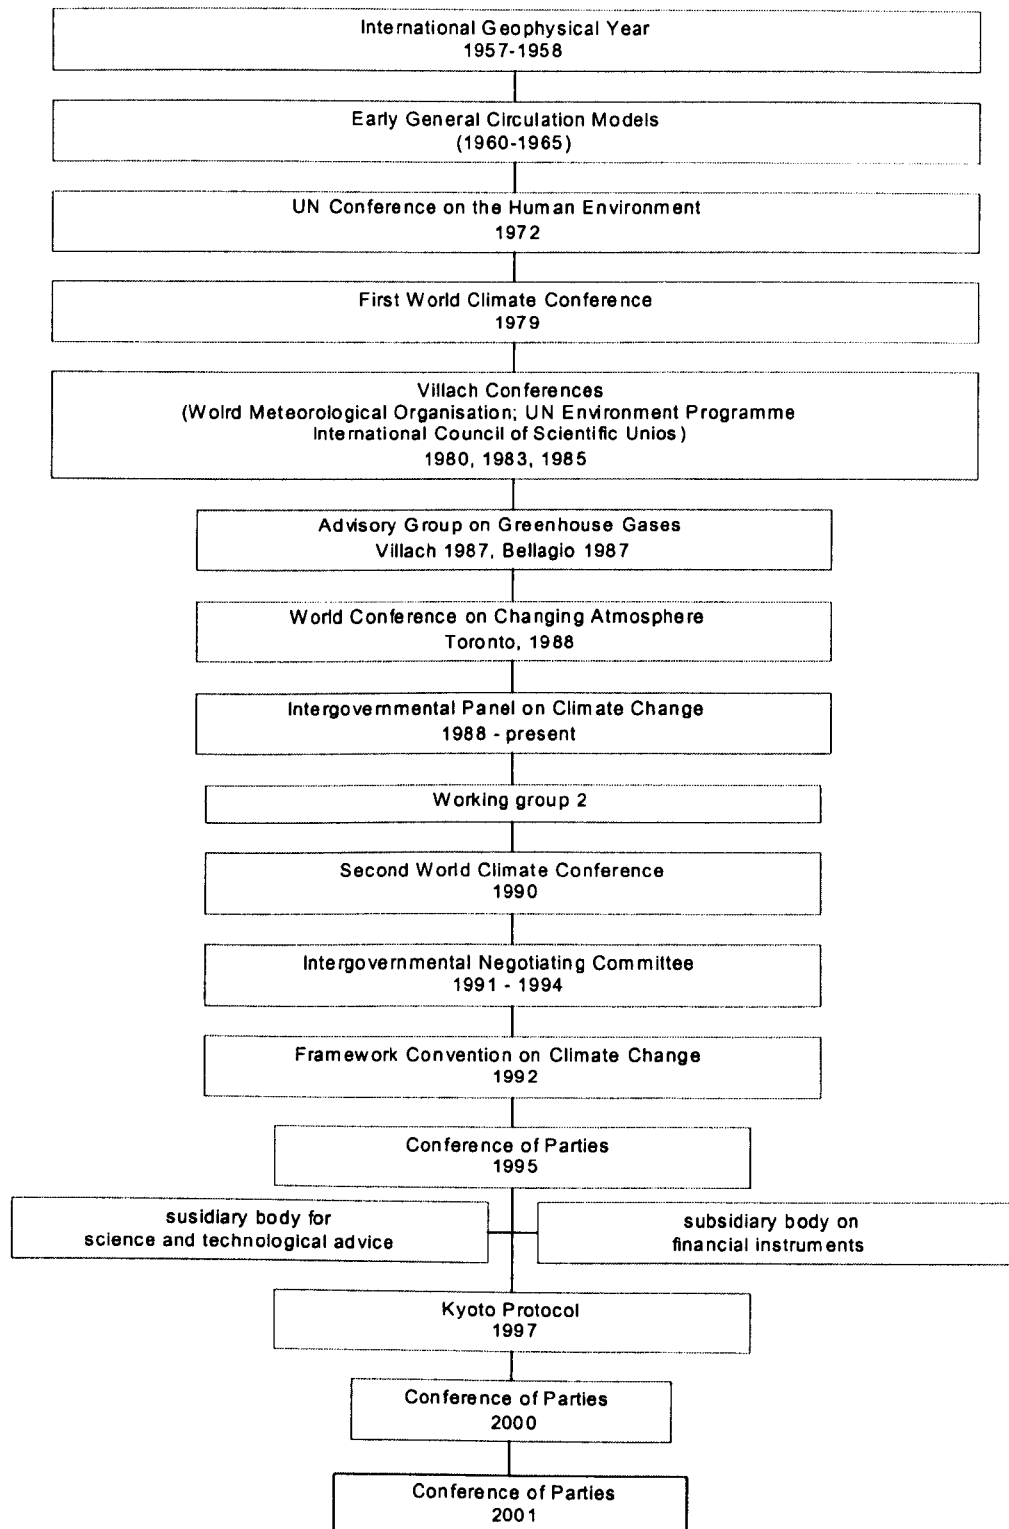 International Geophysical Year
1957-1958
Early General Circulation Models
(1960-1965)
UN Conference on the Human Environment
1972
First World Climate Conference
1979
Villach Conferences
(Wolrd Meteorological Organisation; UN Environment Programme
International Council of Scientific Unios)
1980, 1983, 1985
Advisory Group on Greenhouse Gases
Villach 1987, Bellagio 1987
World Conference on Changing Atmosphere
Toronto, 1988
Intergovernmental Panel on Climate Change
1988 - present
Working group 2
Second World Climate Conference
1990
Intergovernmental Negotiating Committee
1991 - 1994
Framework Convention on Climate Change
1992
Conference of Parties
1995
susidiary body for
science and technological advice
subsidiary body on
financial instruments
Kyoto Protocol
1997
Conference of Parties
2000
Conference of Parties
2001